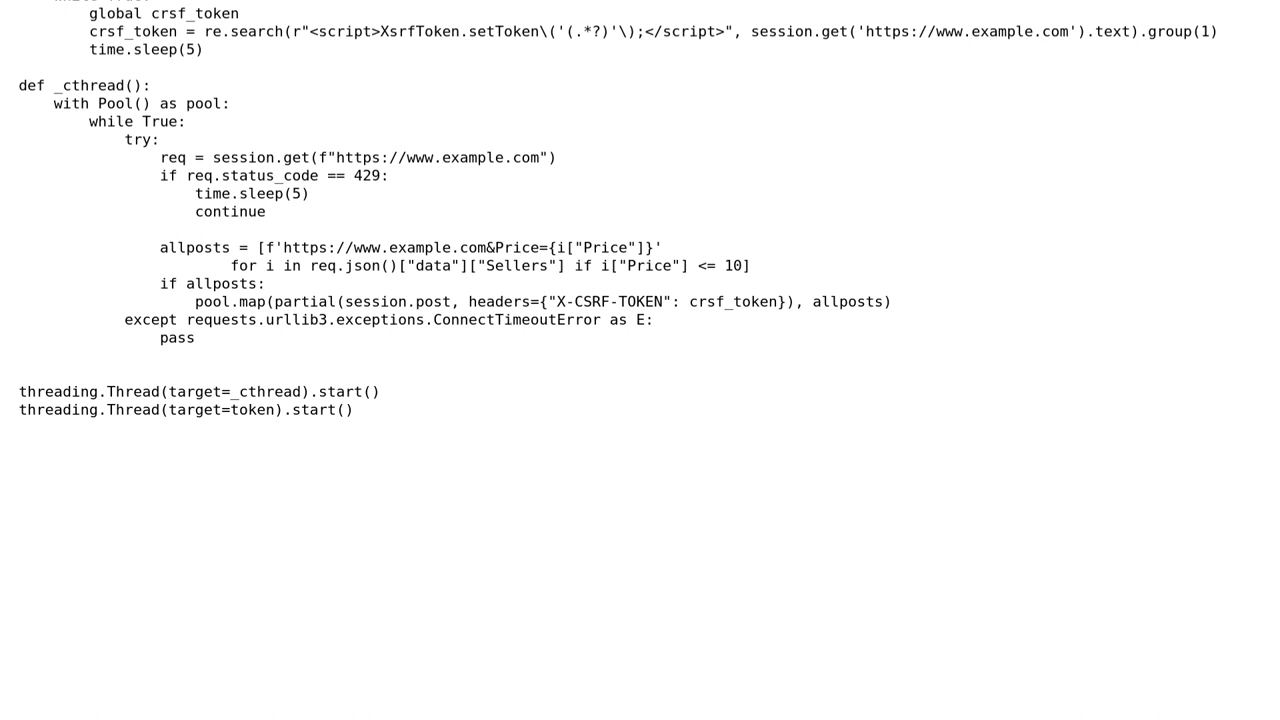 global crsf_token
crsf_token = re.search(r"<script>XsrfToken.setToken\('(.*?)'\);</script>", session.get('https://www.example.com').text).group(1)
time.sleep(5)
def _cthread():
with Pool() as pool:
while True:
try:
req = session.get(f"https://www.example.com")
if req.status_code == 429:
time.sleep(5)
continue
allposts = [f'https://www.example.com&Price={i["Price"]}'
for i in req.json()["data"]["Sellers"] if i["Price"] <= 10]
if allposts:
pool.map(partial(session.post, headers={"X-CSRF-TOKEN": crsf_token}), allposts)
except requests.urllib3.exceptions.ConnectTimeoutError as E:
pass
threading.Thread(target=_cthread).start()
threading.Thread(target=token).start()